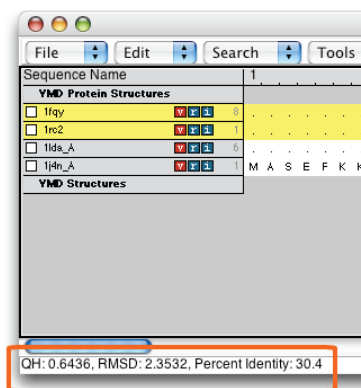 File Edit Search Tools
Sequence Name 1
YMD Protein Structures
1fqy v r i 8 . . . . . .
1rc2 v r i 1 . . . . . .
1lda_A v r i 6 . . . . . .
1j4n_A v r i 1 M A S E F K K
YMD Structures
QH: 0.6436, RMSD: 2.3532, Percent Identity: 30.4